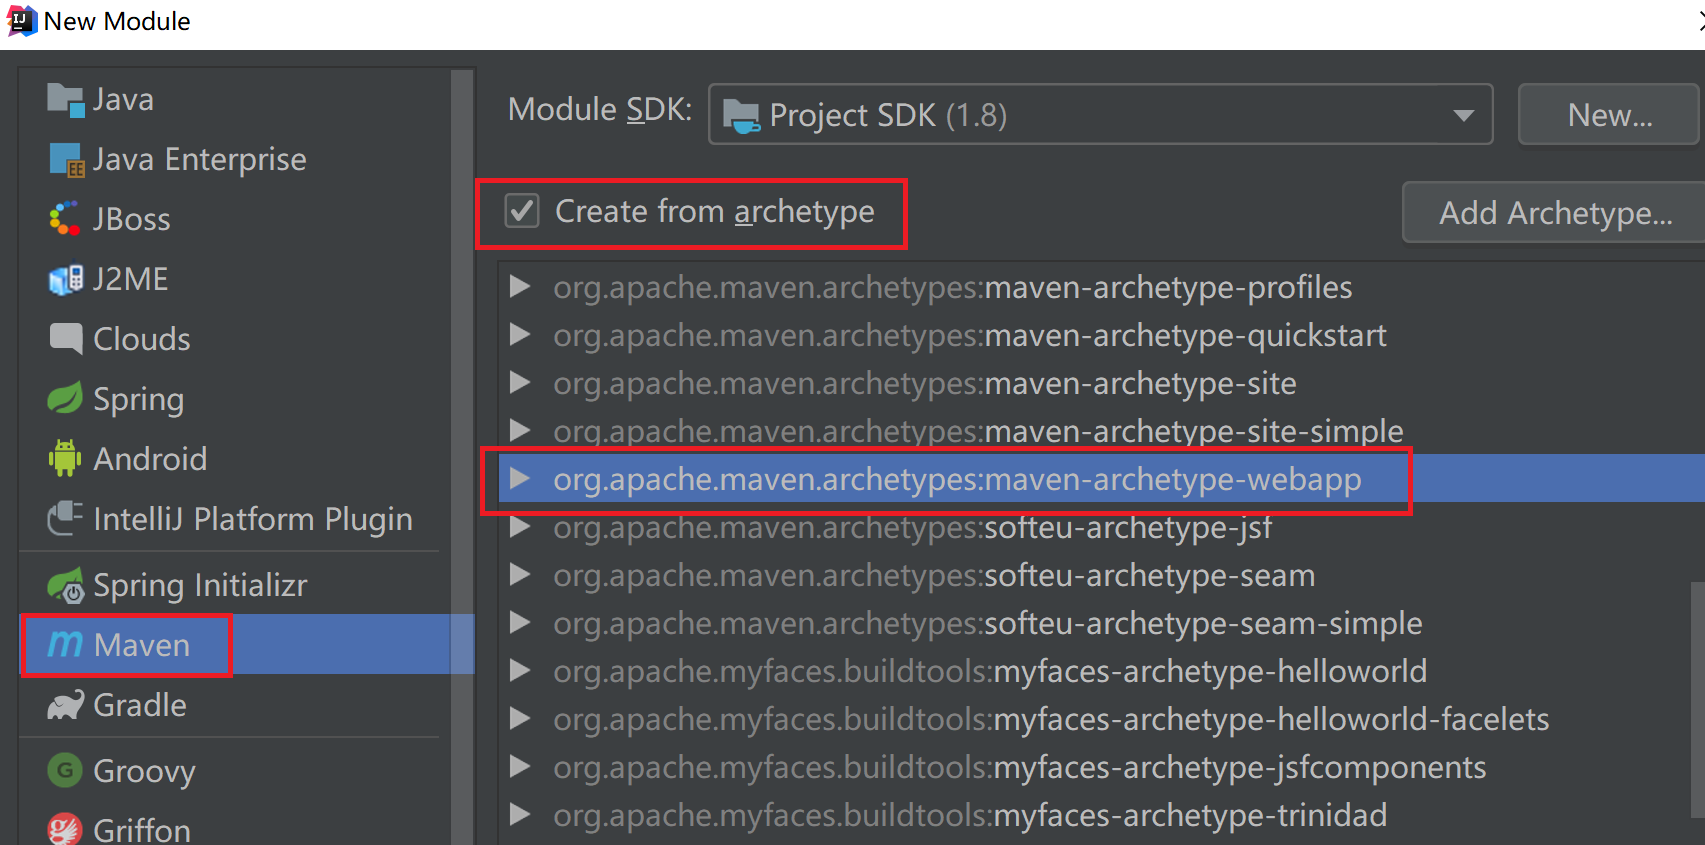 New Module
Java
Java Enterprise
JBoss
J2ME
Clouds
Spring
Android
IntelliJ Platform Plugin
Spring Initializr
Maven
Gradle
Groovy
Griffon
Module SDK: Project SDK (1.8) New...
Create from archetype
Add Archetype...
org.apache.maven.archetypes:maven-archetype-profiles
org.apache.maven.archetypes:maven-archetype-quickstart
org.apache.maven.archetypes:maven-archetype-site
org.apache.maven.archetypes:maven-archetype-site-simple
org.apache.maven.archetypes:maven-archetype-webapp
org.apache.maven.archetypes:softeu-archetype-jsf
org.apache.maven.archetypes:softeu-archetype-seam
org.apache.maven.archetypes:softeu-archetype-seam-simple
org.apache.myfaces.buildtools:myfaces-archetype-helloworld
org.apache.myfaces.buildtools:myfaces-archetype-helloworld-facelets
org.apache.myfaces.buildtools:myfaces-archetype-jsfcomponents
org.apache.myfaces.buildtools:myfaces-archetype-trinidad